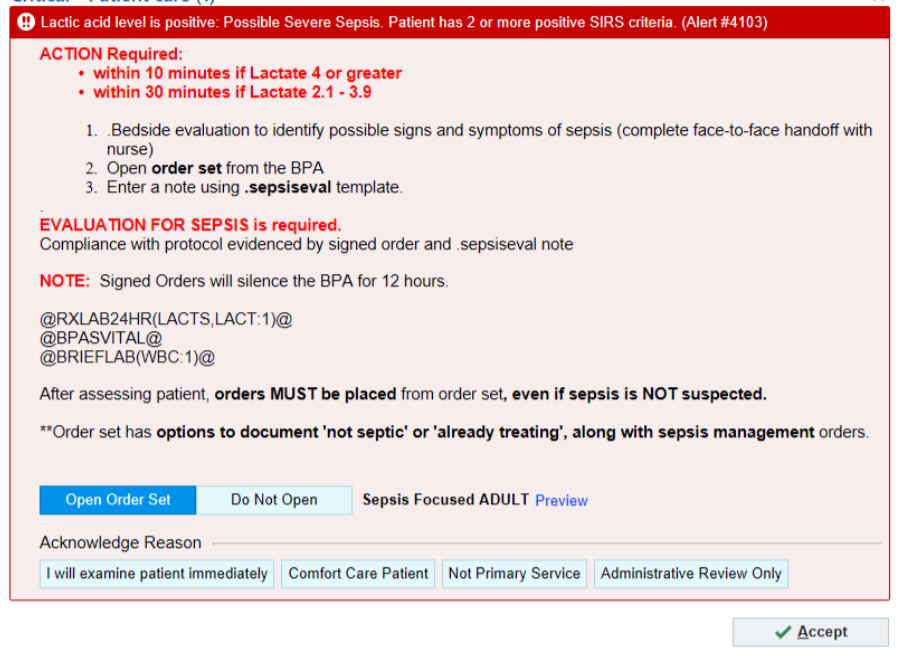 Lactic acid level is positive: Possible Severe Sepsis. Patient has 2 or more positive SIRS criteria. (Alert #4103)
ACTION Required:
• within 10 minutes if Lactate 4 or greater
• within 30 minutes if Lactate 2.1 - 3.9
1. .Bedside evaluation to identify possible signs and symptoms of sepsis (complete face-to-face handoff with
nurse)
2. Open order set from the BPA
3. Enter a note using .sepsiseval template.
.
EVALUATION FOR SEPSIS is required.
Compliance with protocol evidenced by signed order and .sepsiseval note
NOTE: Signed Orders will silence the BPA for 12 hours.
@RXLAB24HR(LACTS,LACT:1)@
@BPASVITAL@
@BRIEFLAB(WBC:1)@
After assessing patient, orders MUST be placed from order set, even if sepsis is NOT suspected.
**Order set has options to document 'not septic' or 'already treating', along with sepsis management orders.
Open Order Set Do Not Open Sepsis Focused ADULT Preview
Acknowledge Reason
I will examine patient immediately Comfort Care Patient Not Primary Service Administrative Review Only
Accept